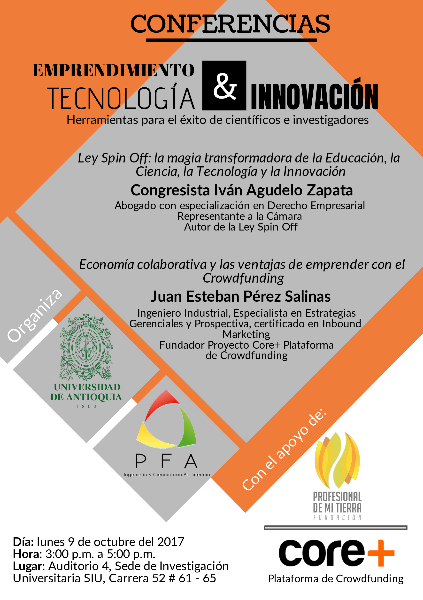 CONFERENCIAS
EMPRENDIMIENTO
TECNOLOGÍA & INNOVACIÓN
Herramientas para el éxito de científicos e investigadores
Ley Spin Off: la magia transformadora de la Educación, la
Ciencia, la Tecnología y la Innovación
Congresista Iván Agudelo Zapata
Abogado con especialización en Derecho Empresarial
Representante a la Cámara
Autor de la Ley Spin Off
Economía colaborativa y las ventajas de emprender con el
Crowdfunding
Juan Esteban Pérez Salinas
Ingeniero Industrial, Especialista en Estrategias
Gerenciales y Prospectiva, certificado en Inbound
Marketing
Fundador Proyecto Core+ Plataforma
de Crowdfunding
Organiza
UNIVERSIDAD
DE ANTIOQUIA
1803
PFA
Con el apoyo de:
PROFESIONAL
DE MI TIERRA
FUNDACIÓN
core+
Plataforma de Crowdfunding
Día: lunes 9 de octubre del 2017
Hora: 3:00 p.m. a 5:00 p.m.
Lugar: Auditorio 4, Sede de Investigación
Universitaria SIU, Carrera 52 # 61 - 65